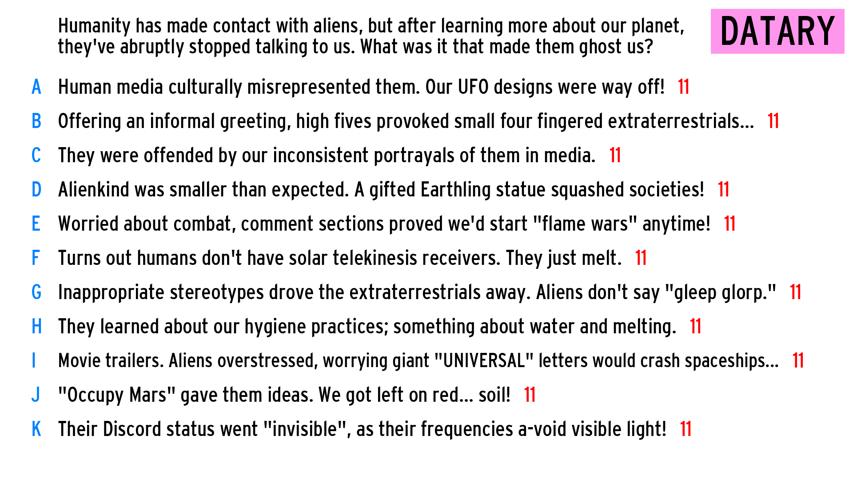 Humanity has made contact with aliens, but after learning more about our planet,
they've abruptly stopped talking to us. What was it that made them ghost us?
DATARY
A Human media culturally misrepresented them. Our UFO designs were way off! 11
B Offering an informal greeting, high fives provoked small four fingered extraterrestrials... 11
C They were offended by our inconsistent portrayals of them in media. 11
D Alienkind was smaller than expected. A gifted Earthling statue squashed societies! 11
E Worried about combat, comment sections proved we'd start "flame wars" anytime! 11
F Turns out humans don't have solar telekinesis receivers. They just melt. 11
G Inappropriate stereotypes drove the extraterrestrials away. Aliens don't say "gleep glorp." 11
H They learned about our hygiene practices; something about water and melting. 11
I Movie trailers. Aliens overstressed, worrying giant "UNIVERSAL" letters would crash spaceships... 11
J "Occupy Mars" gave them ideas. We got left on red... soil! 11
K Their Discord status went "invisible", as their frequencies a-void visible light! 11